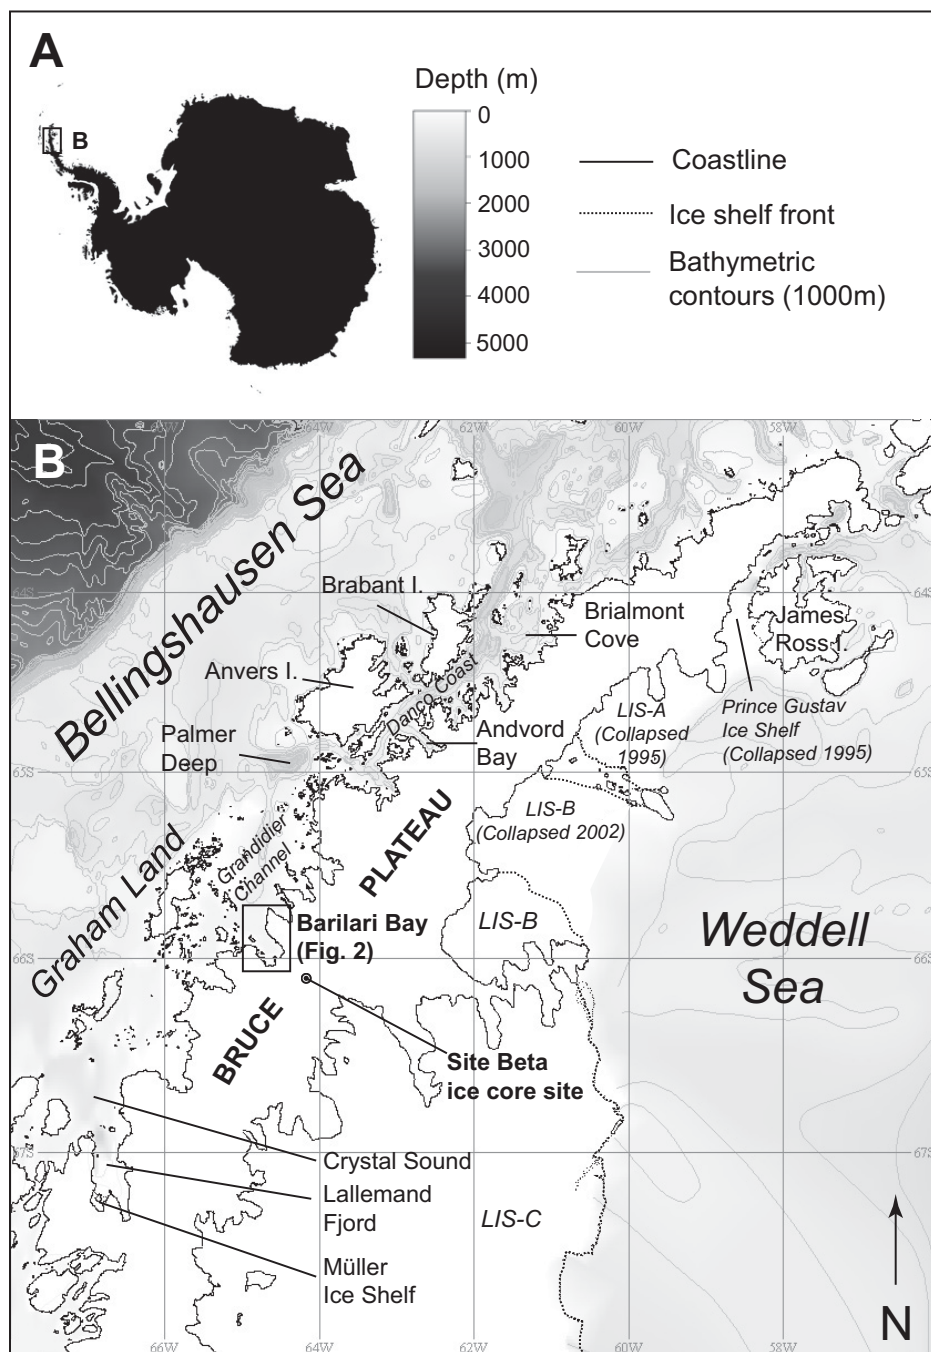 A
B
Depth (m)
0
1000
2000
3000
4000
5000
Coastline
Ice shelf front
Bathymetric
contours (1000m)
B
64W
62W
60W
58W
Bellingshausen Sea
64S
64S
Brabant I.
Brialmont
Cove
James
Ross I.
Anvers I.
Danco Coast
LIS-A
(Collapsed
1995)
Prince Gustav
Ice Shelf
(Collapsed 1995)
Palmer
Deep
Andvord
Bay
65S
65S
LIS-B
(Collapsed 2002)
PLATEAU
Graham Land
Grandidier
Channel
Barilari Bay
(Fig. 2)
LIS-B
Weddell
Sea
66S
66S
BRUCE
Site Beta
ice core site
67S
67S
Crystal Sound
Lallemand
Fjord
LIS-C
Müller
Ice Shelf
N
66W
64W
62W
60W
58W